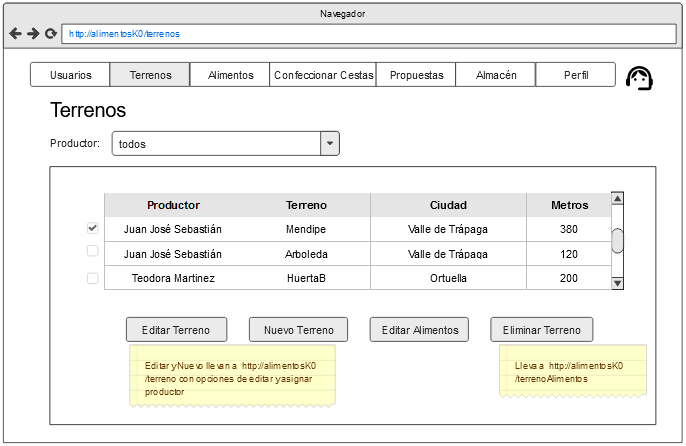 Navegador
http://alimentosK0/terrenos
Usuarios Terrenos Alimentos Confeccionar Cestas Propuestas Almacén Perfil
Terrenos
Productor: todos
Productor Terreno Ciudad Metros
Juan José Sebastián Mendipe Valle de Trápaga 380
Juan José Sebastián Arboleda Valle de Trápaga 120
Teodora Martinez HuertaB Ortuella 200
Editar Terreno Nuevo Terreno Editar Alimentos Eliminar Terreno
Editar yNuevo llevan a http://alimentosK0
/terreno con opciones de editar yasignar
productor
Lleva a http://alimentosK0
/terrenoAlimentos